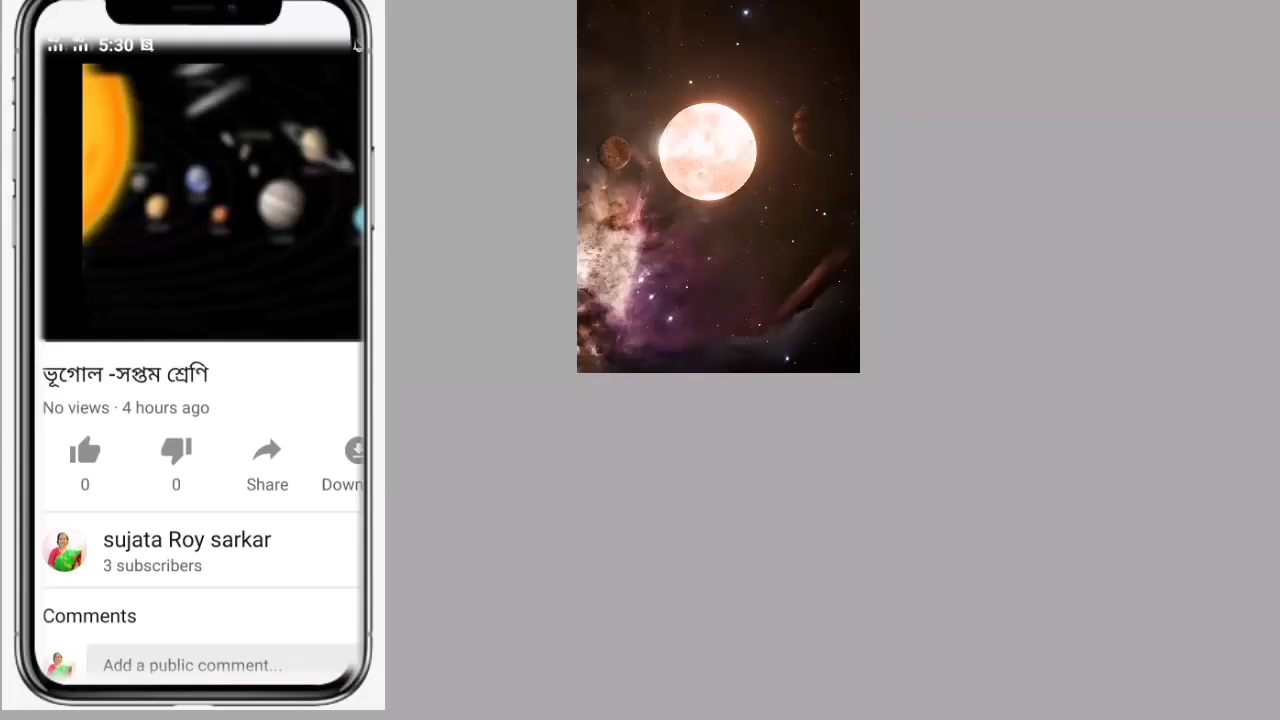 5:30
ভূগোল -সপ্তম শ্রেণি
No views · 4 hours ago
0
0
Share
Down
sujata Roy sarkar
3 subscribers
Comments
Add a public comment...